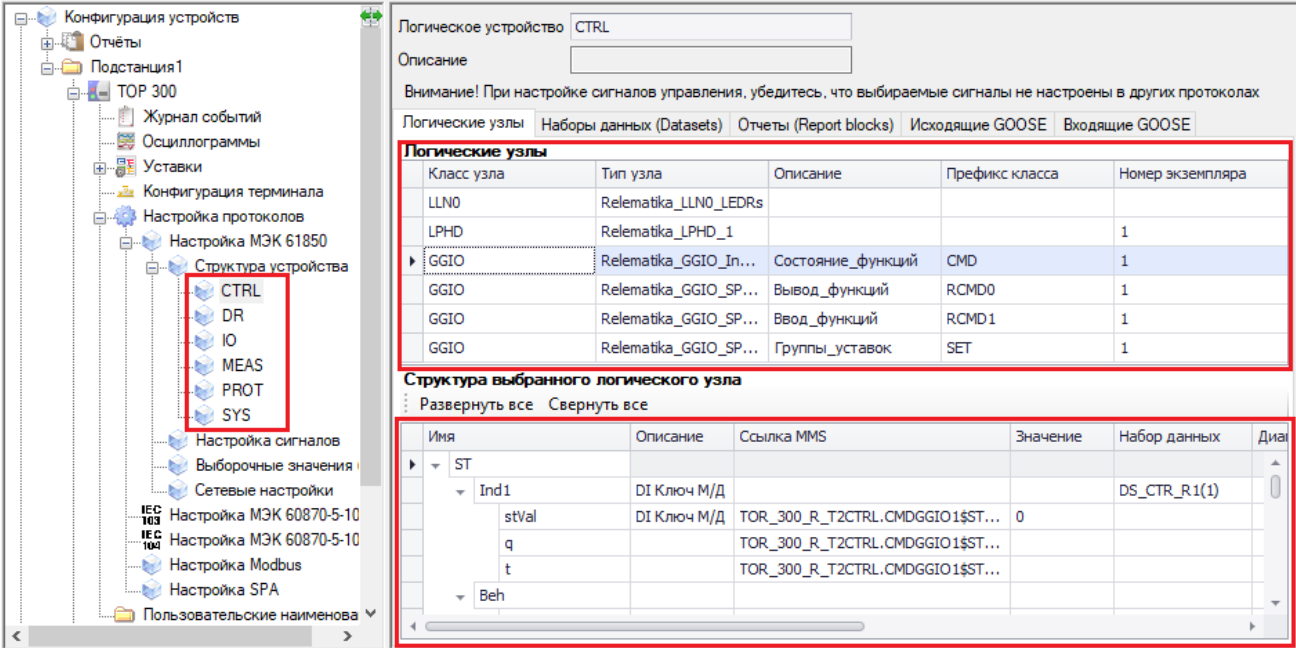 Конфигурация устройств
Отчёты
Подстанция1
ТОР 300
Журнал событий
Осциллограммы
Уставки
Конфигурация терминала
Настройка протоколов
Настройка МЭК 61850
Структура устройства
CTRL
DR
IO
MEAS
PROT
SYS
Настройка сигналов
Выборочные значения
Сетевые настройки
IEC 103 Настройка МЭК 60870-5-10
IEC 104 Настройка МЭК 60870-5-10
Настройка Modbus
Настройка SPA
Пользовательские наименова
Логическое устройство CTRL
Описание
Внимание! При настройке сигналов управления, убедитесь, что выбираемые сигналы не настроены в других протоколах
Логические узлы Наборы данных (Datasets) Отчеты (Report blocks) Исходящие GOOSE Входящие GOOSE
Логические узлы
Класс узла Тип узла Описание Префикс класса Номер экземпляра
LLN0 Relematika_LLN0_LEDRs
LPHD Relematika_LPHD_1 1
GGIO Relematika_GGIO_In... Состояние_функций CMD 1
GGIO Relematika_GGIO_SP... Вывод_функций RCMD0 1
GGIO Relematika_GGIO_SP... Ввод_функций RCMD1 1
GGIO Relematika_GGIO_SP... Группы_уставок SET 1
Структура выбранного логического узла
Развернуть все Свернуть все
Имя Описание Ссылка MMS Значение Набор данных Диап
ST
Ind1 DI Ключ М/Д DS_CTR_R1(1)
stVal DI Ключ М/Д TOR_300_R_T2CTRL.CMDGGIO1$ST... 0
q TOR_300_R_T2CTRL.CMDGGIO1$ST...
t TOR_300_R_T2CTRL.CMDGGIO1$ST...
Beh